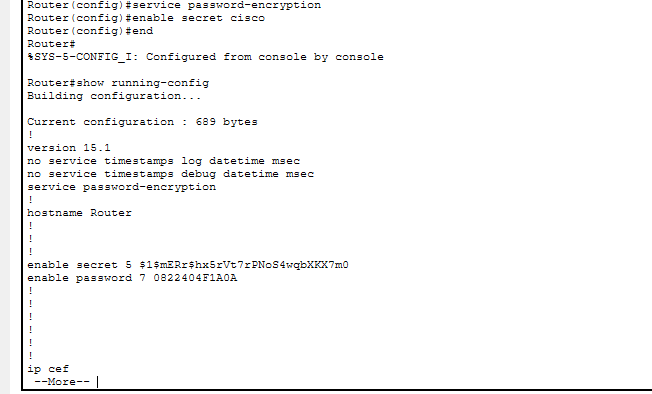 Router(config)#service password-encryption
Router(config)#enable secret cisco
Router(config)#end
Router#
%SYS-5-CONFIG_I: Configured from console by console
Router#show running-config
Building configuration...
Current configuration : 689 bytes
!
version 15.1
no service timestamps log datetime msec
no service timestamps debug datetime msec
service password-encryption
!
hostname Router
!
!
!
enable secret 5 $1$mERr$hx5rVt7rPNoS4wqbXKX7m0
enable password 7 0822404F1A0A
!
!
!
!
!
!
ip cef
--More--